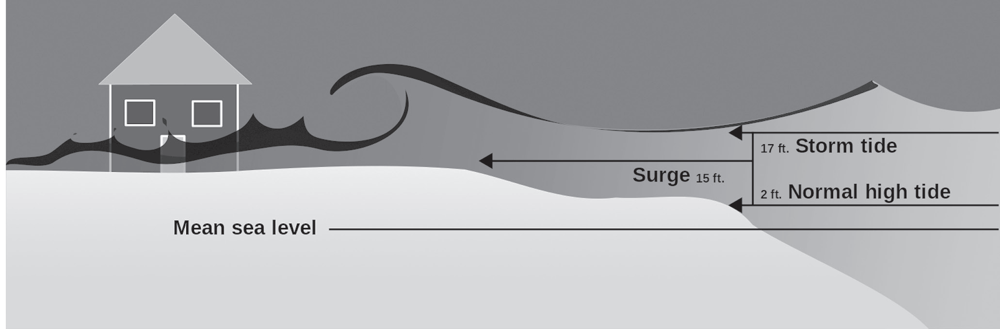 17 ft. Storm tide
Surge 15 ft.
2 ft. Normal high tide
Mean sea level